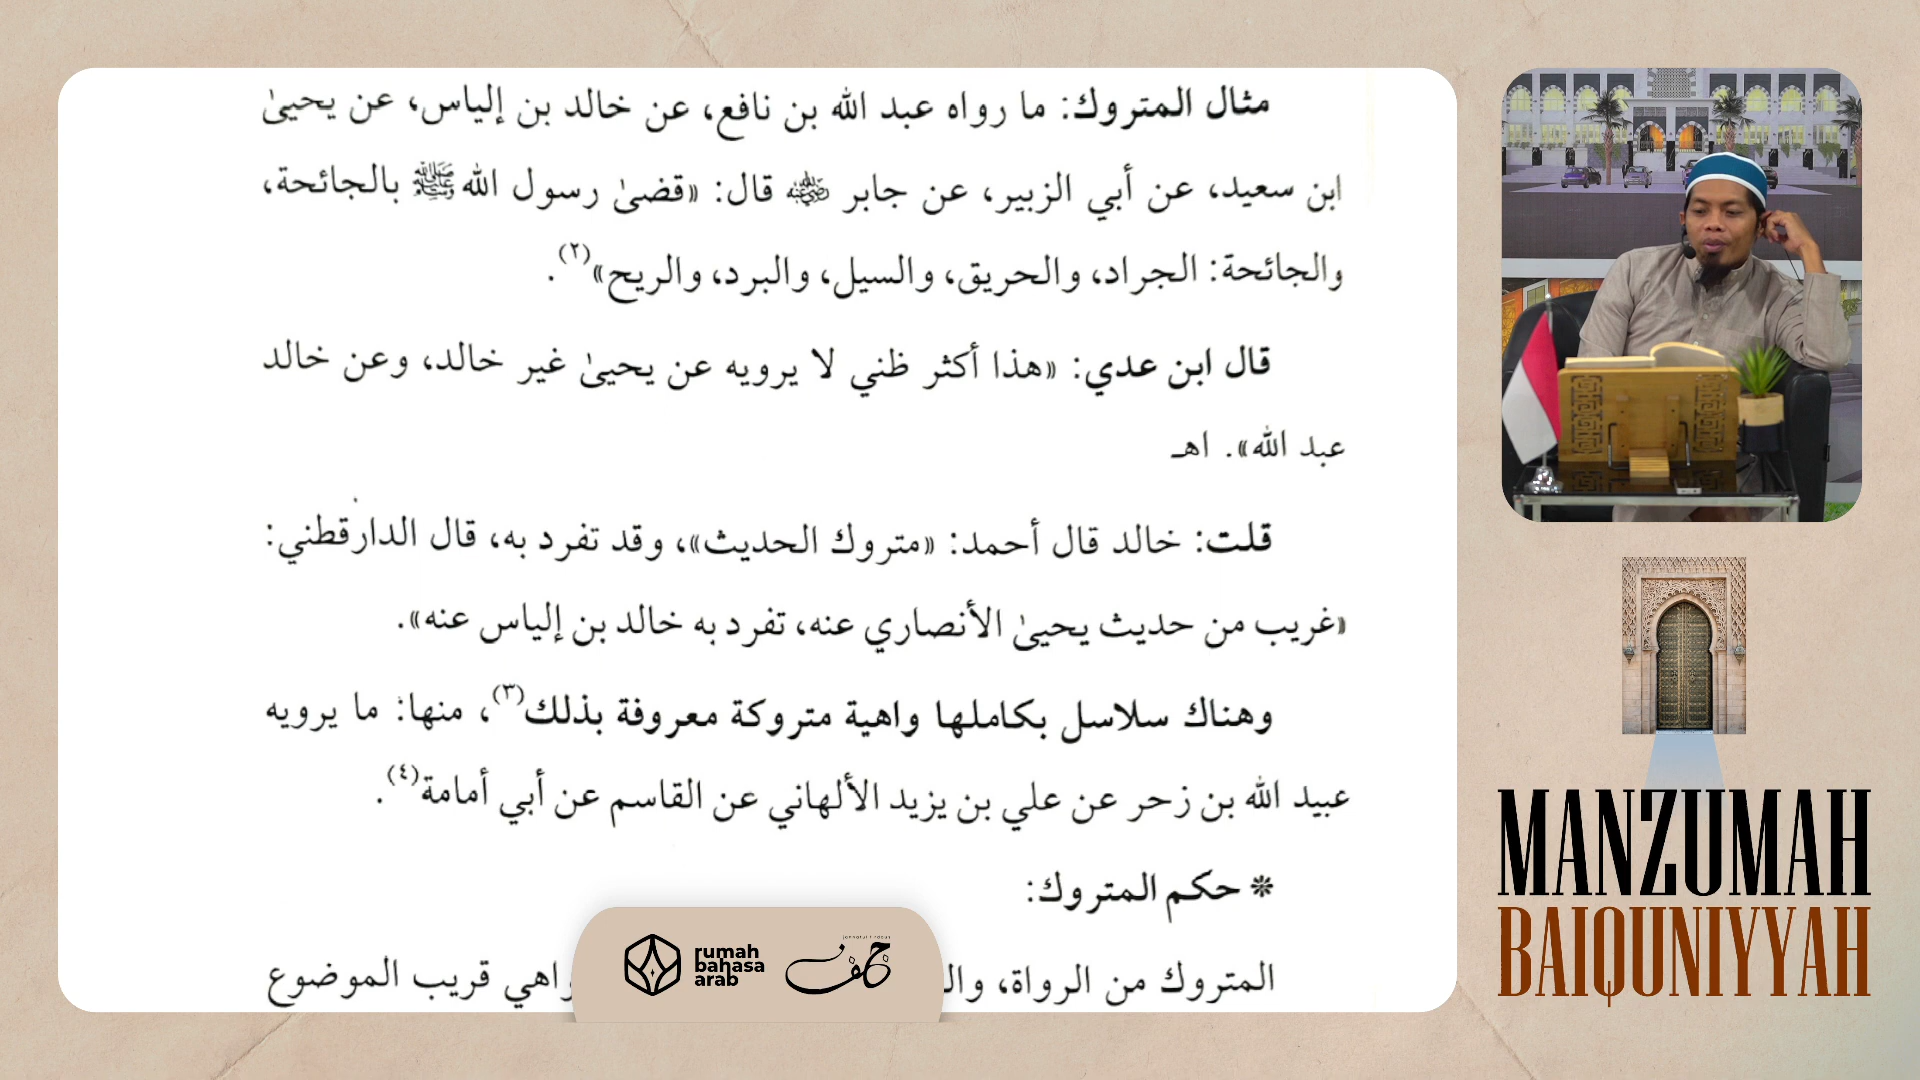 مثال المتروك: ما رواه عبد الله بن نافع، عن خالد بن إلياس، عن يحيىٰ
ابن سعيد، عن أبي الزبير، عن جابر رضي الله عنه قال: «قضىٰ رسول الله ﷺ بالجائحة،
والجائحة: الجراد، والحريق، والسيل، والبرد، والريح»(٢).
قال ابن عدي: «هذا أكثر ظني لا يرويه عن يحيىٰ غير خالد، وعن خالد
عبد الله». اهـ
قلت: خالد قال أحمد: «متروك الحديث»، وقد تفرد به، قال الدارقطني:
«غريب من حديث يحيىٰ الأنصاري عنه، تفرد به خالد بن إلياس عنه».
وهناك سلاسل بكاملها واهية متروكة معروفة بذلك(٣)، منها: ما يرويه
عبيد الله بن زحر عن علي بن يزيد الألهاني عن القاسم عن أبي أمامة(٤).
* حكم المتروك:
المتروك من الرواة، قريب الموضوع
rumah
bahasa
arab
MANZUMAH
BAIQUNIYYAH